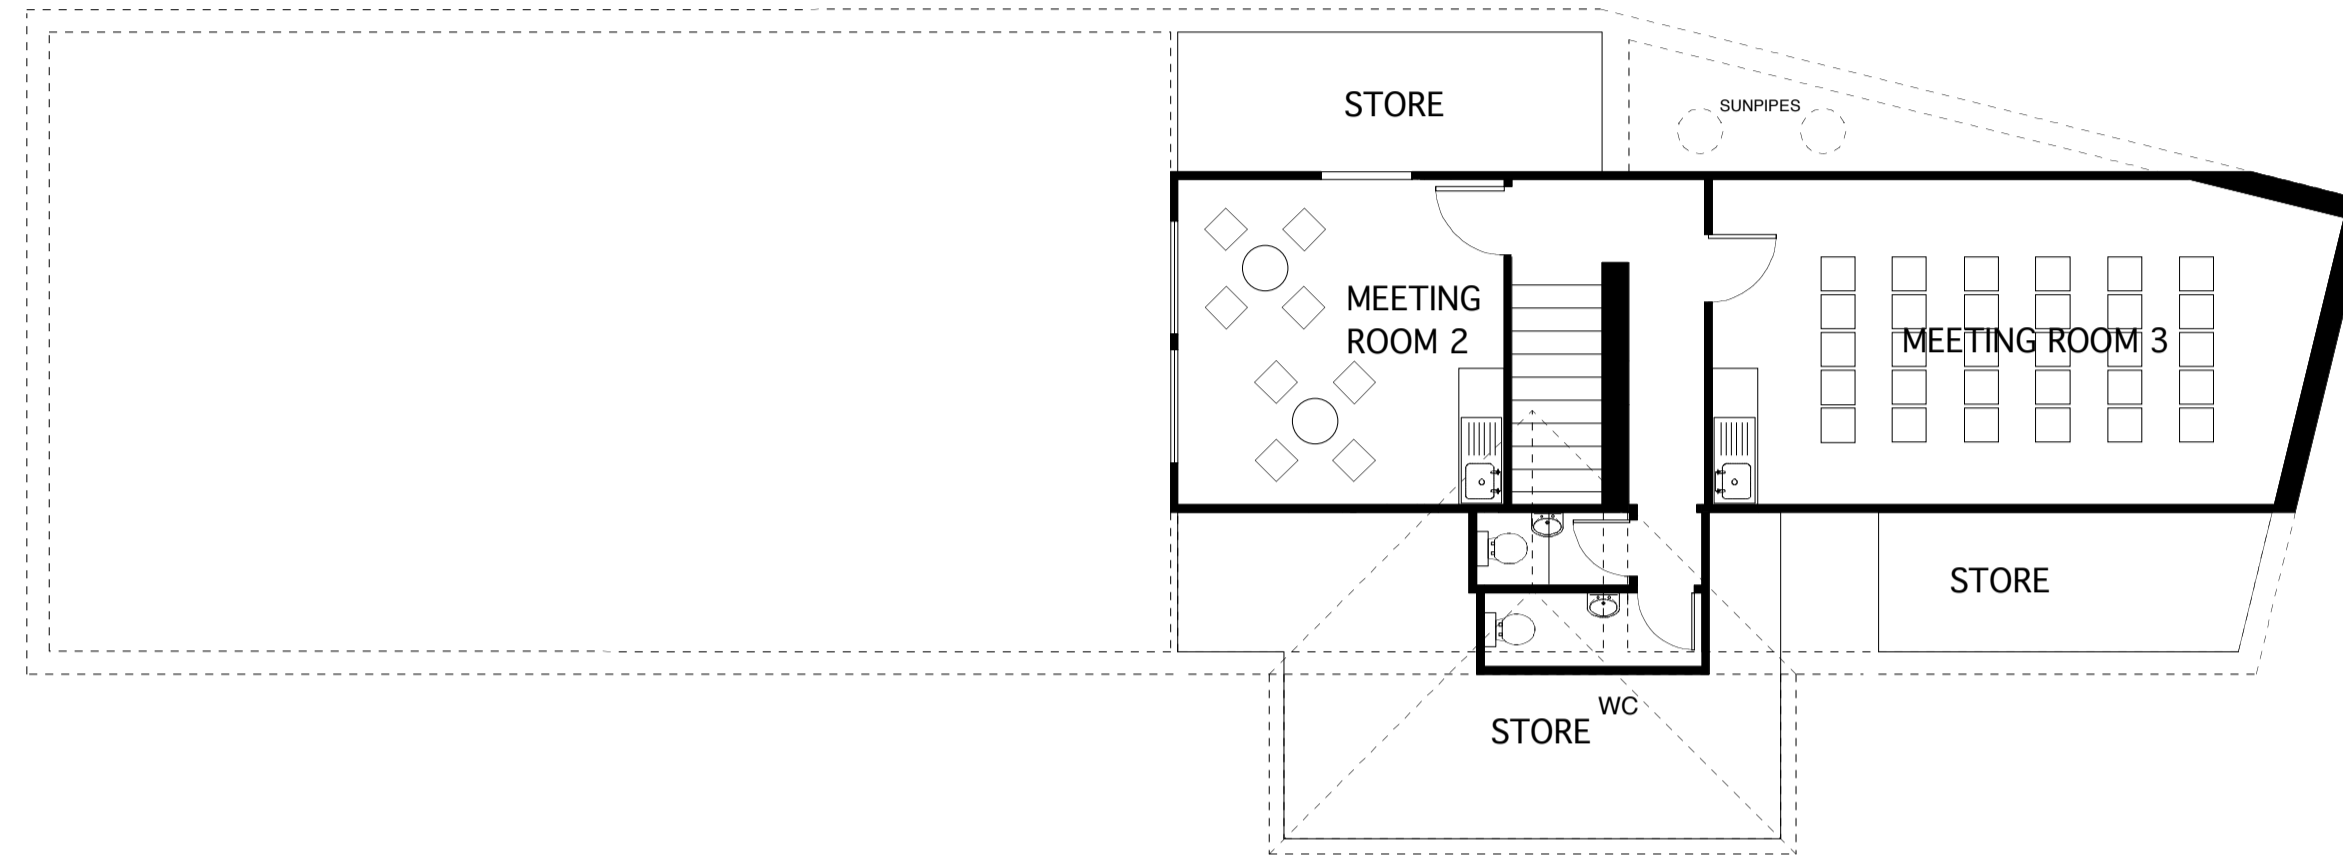 STORE
SUNPIPES
MEETING
ROOM 2
MEETING ROOM 3
STORE
WC
STORE